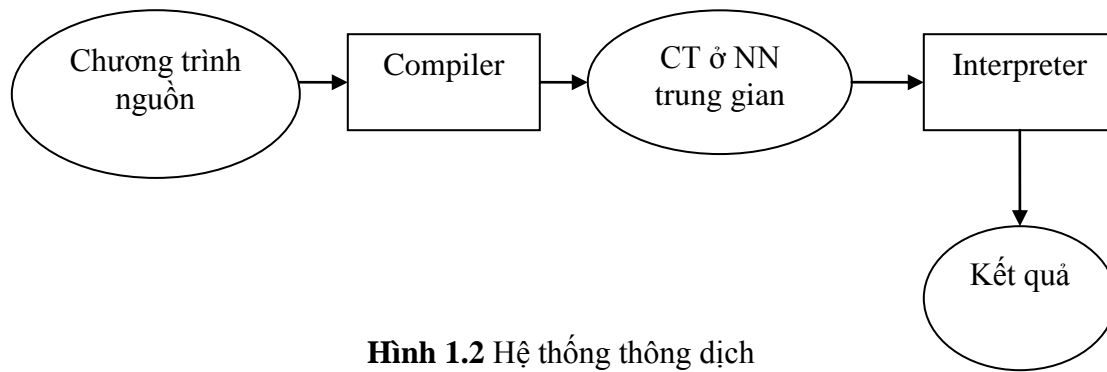 Chương trình
nguồn
Compiler
CT ở NN
trung gian
Interpreter
Kết quả
Hình 1.2 Hệ thống thông dịch